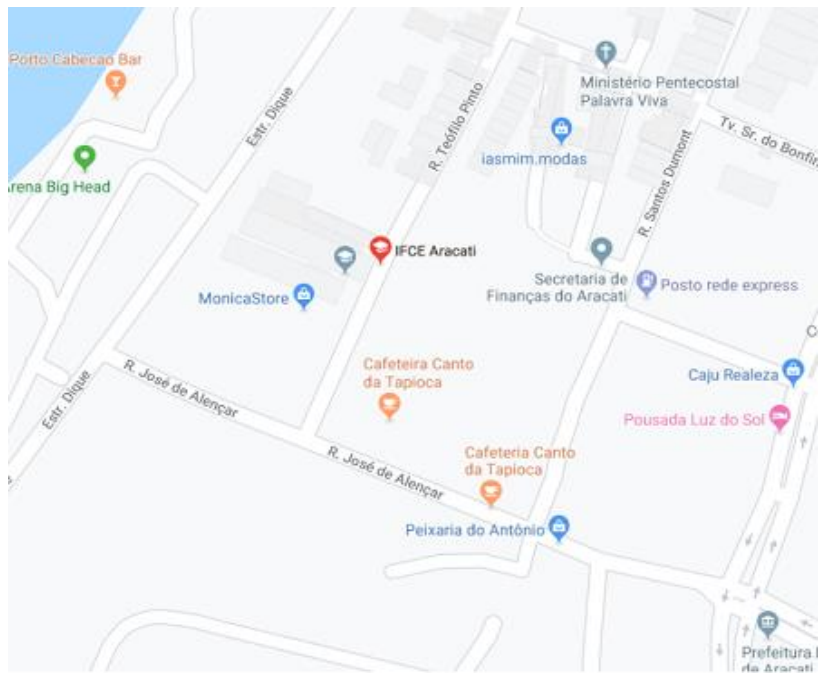 Porto Cabecao Bar
Estr. Dique
R. Teófilo Pinto
Ministério Pentecostal
Palavra Viva
Tv. Sr. do Bonfim
iasmim.modas
rena Big Head
R. Santos Dumont
IFCE Aracati
Secretaria de
Finanças do Aracati
Posto rede express
MonicaStore
Cafeteira Canto
da Tapioca
Caju Realeza
R. José de Alençar
Estr. Dique
Pousada Luz do Sol
R. José de Alençar
Cafeteria Canto
da Tapioca
Peixaria do Antônio
Prefeitura
de Aracati